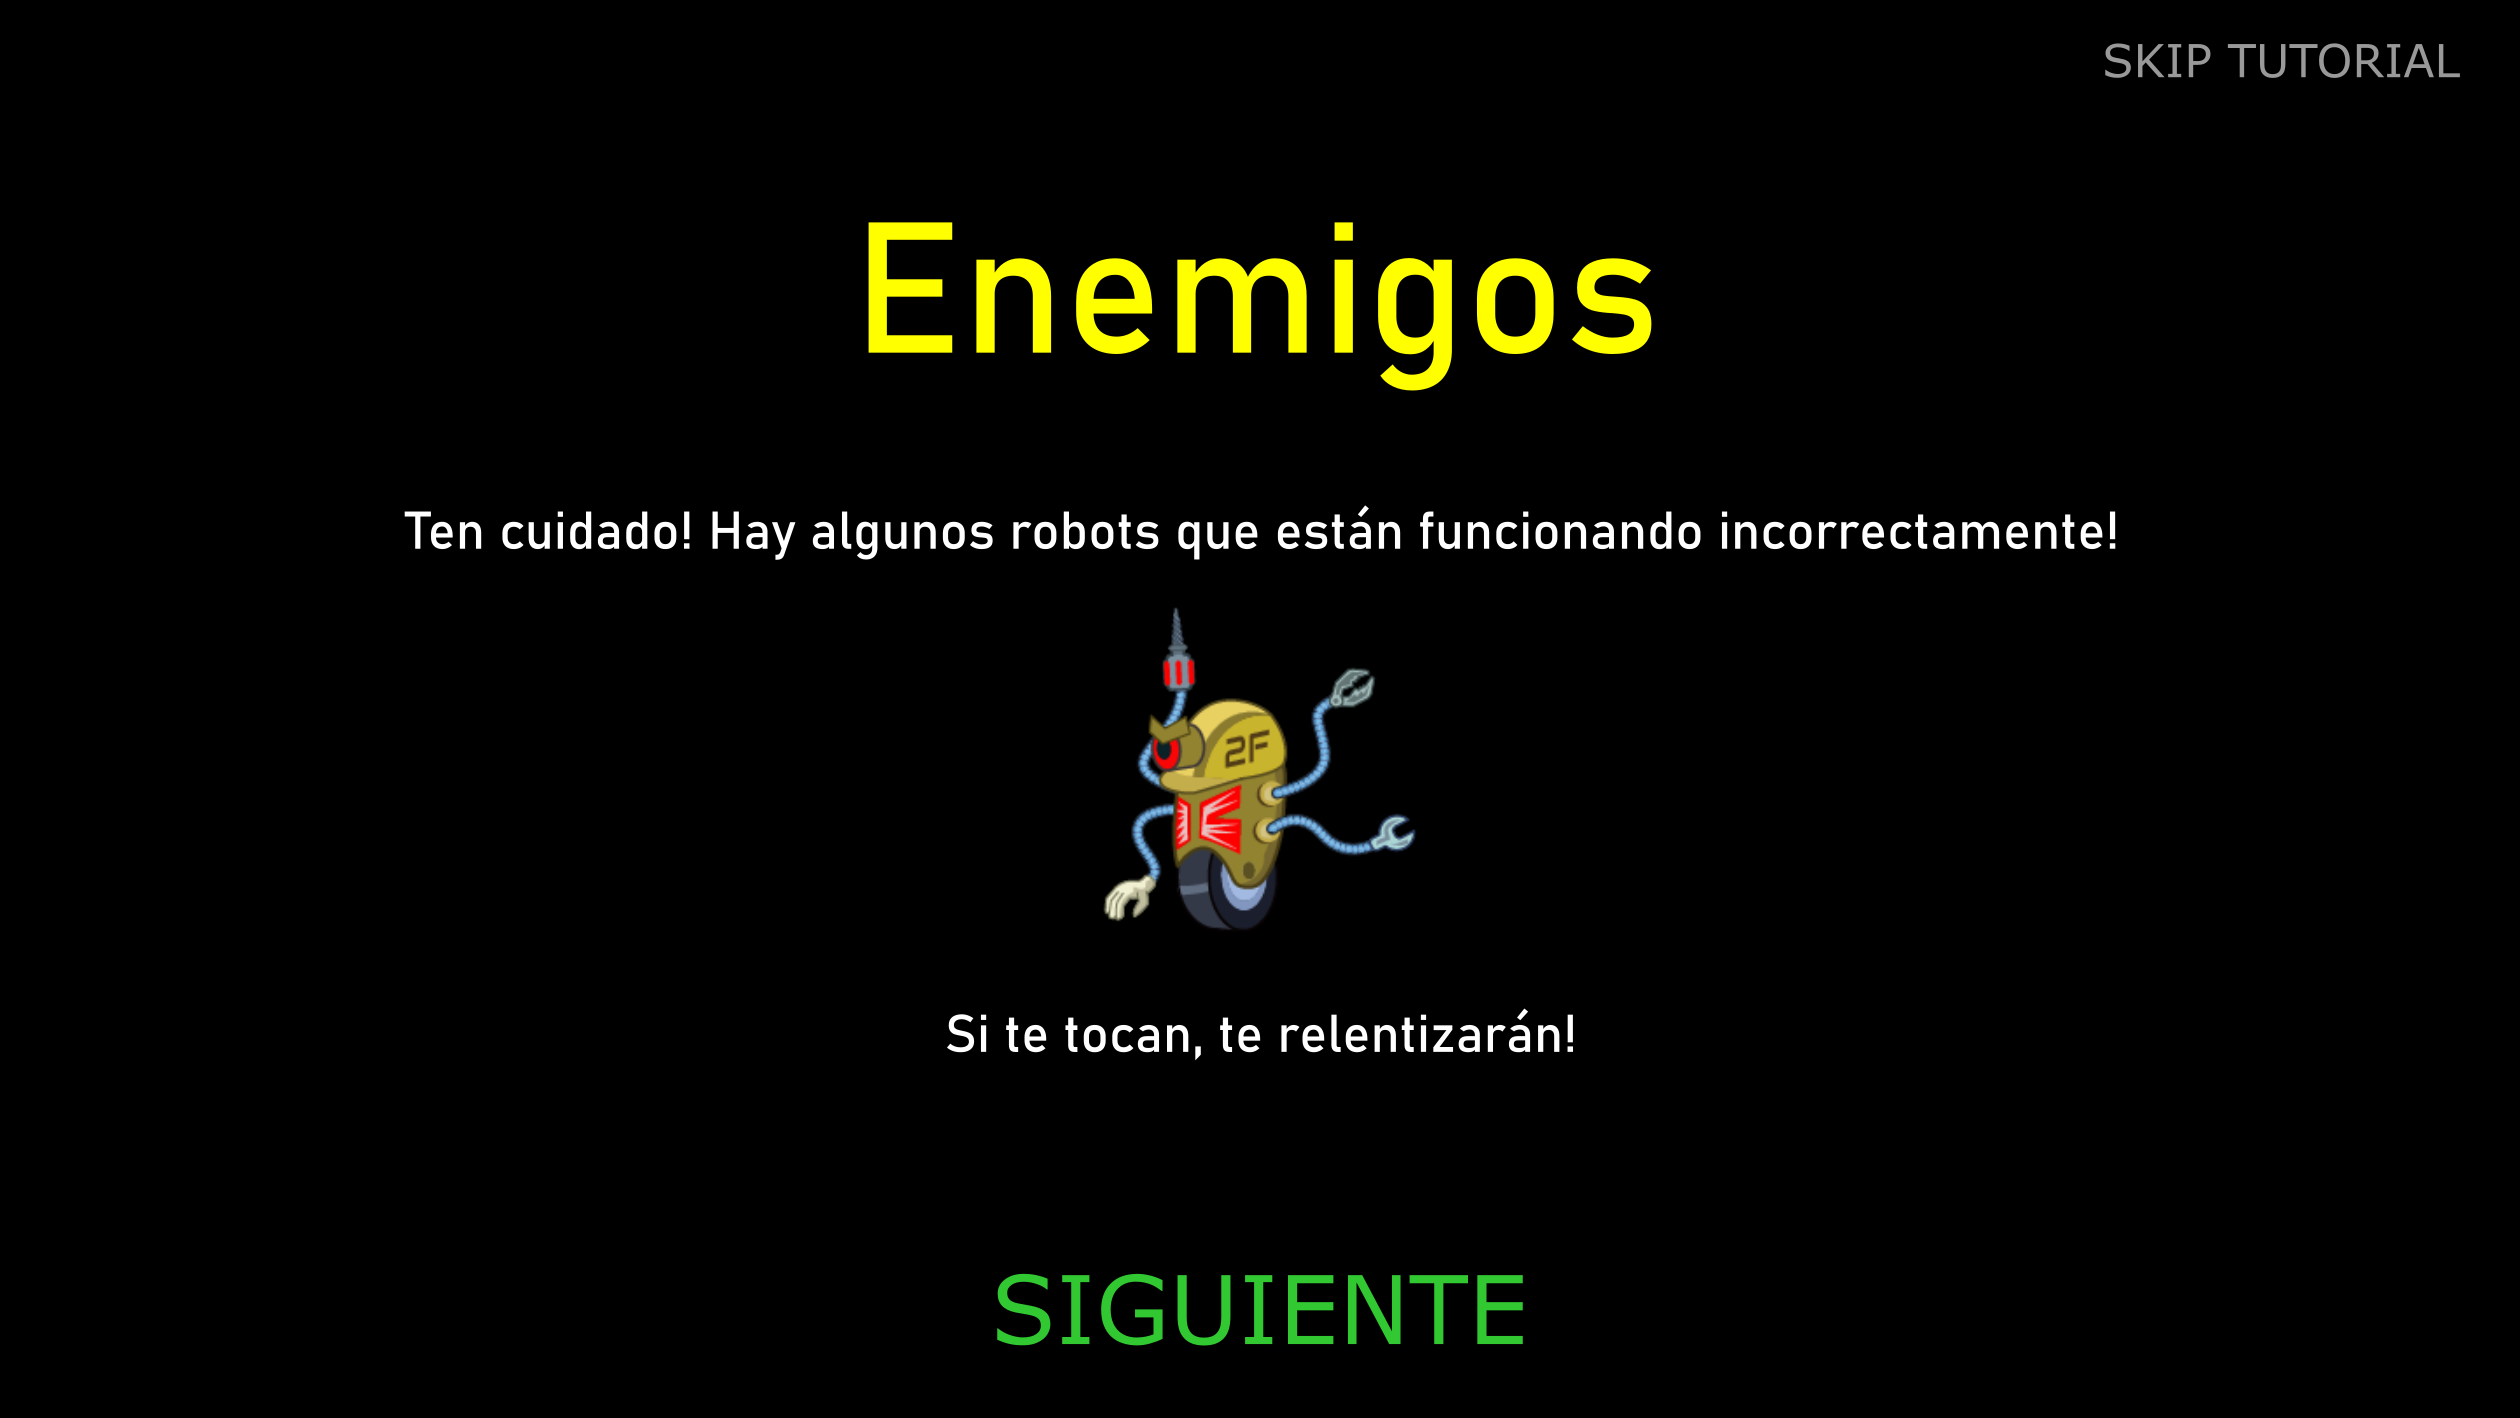 SKIP TUTORIAL
Enemigos
Ten cuidado! Hay algunos robots que están funcionando incorrectamente!
2F
Si te tocan, te relentizarán!
SIGUIENTE